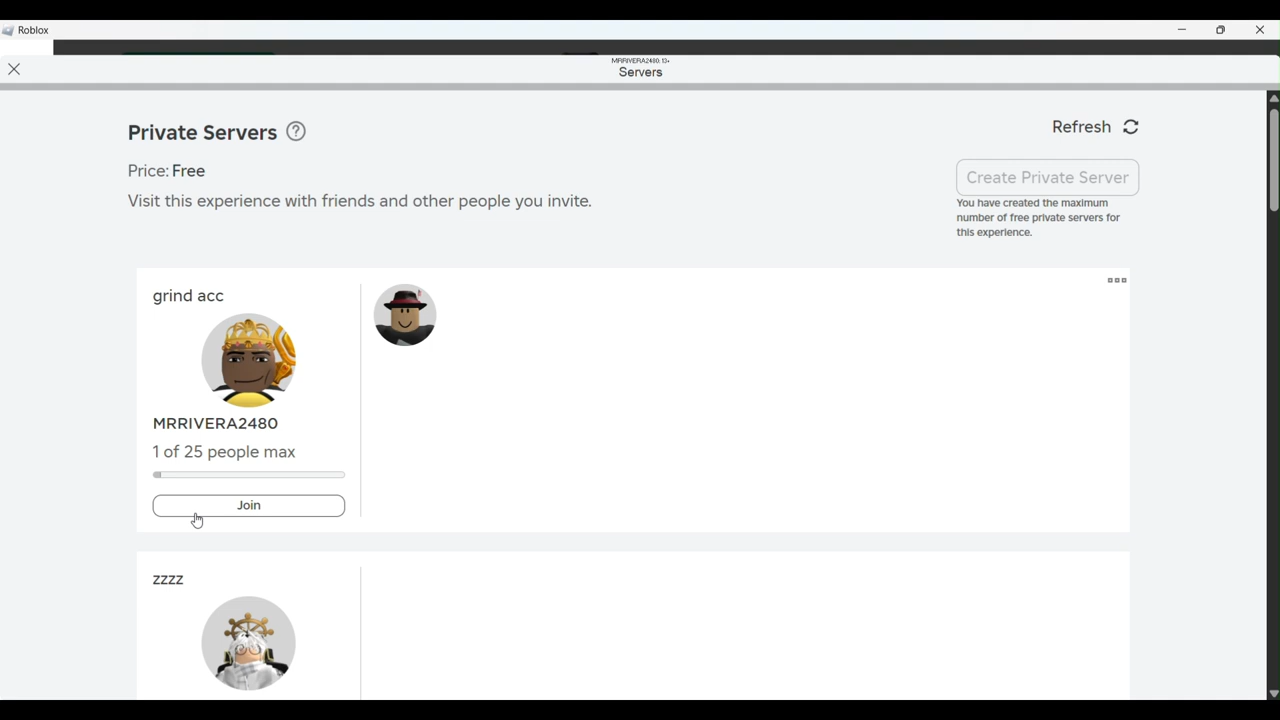 Roblox
MRRIVERA2480: 13+
Servers
Private Servers
Refresh
Price: Free
Create Private Server
Visit this experience with friends and other people you invite.
You have created the maximum
number of free private servers for
this experience.
grind acc
MRRIVERA2480
1 of 25 people max
Join
zzzz